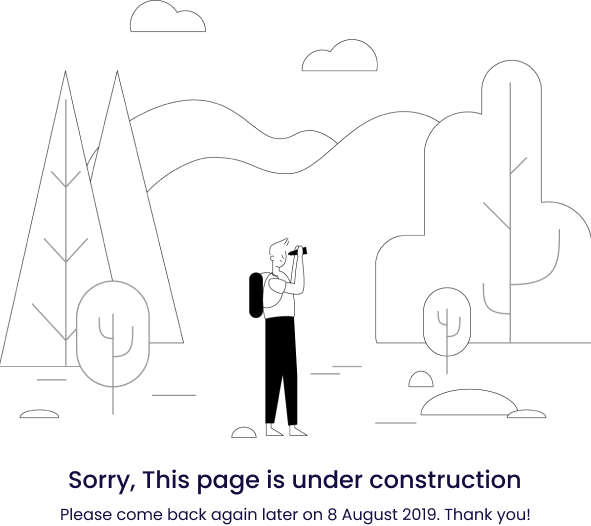 Sorry, This page is under construction
Please come back again later on 8 August 2019. Thank you!